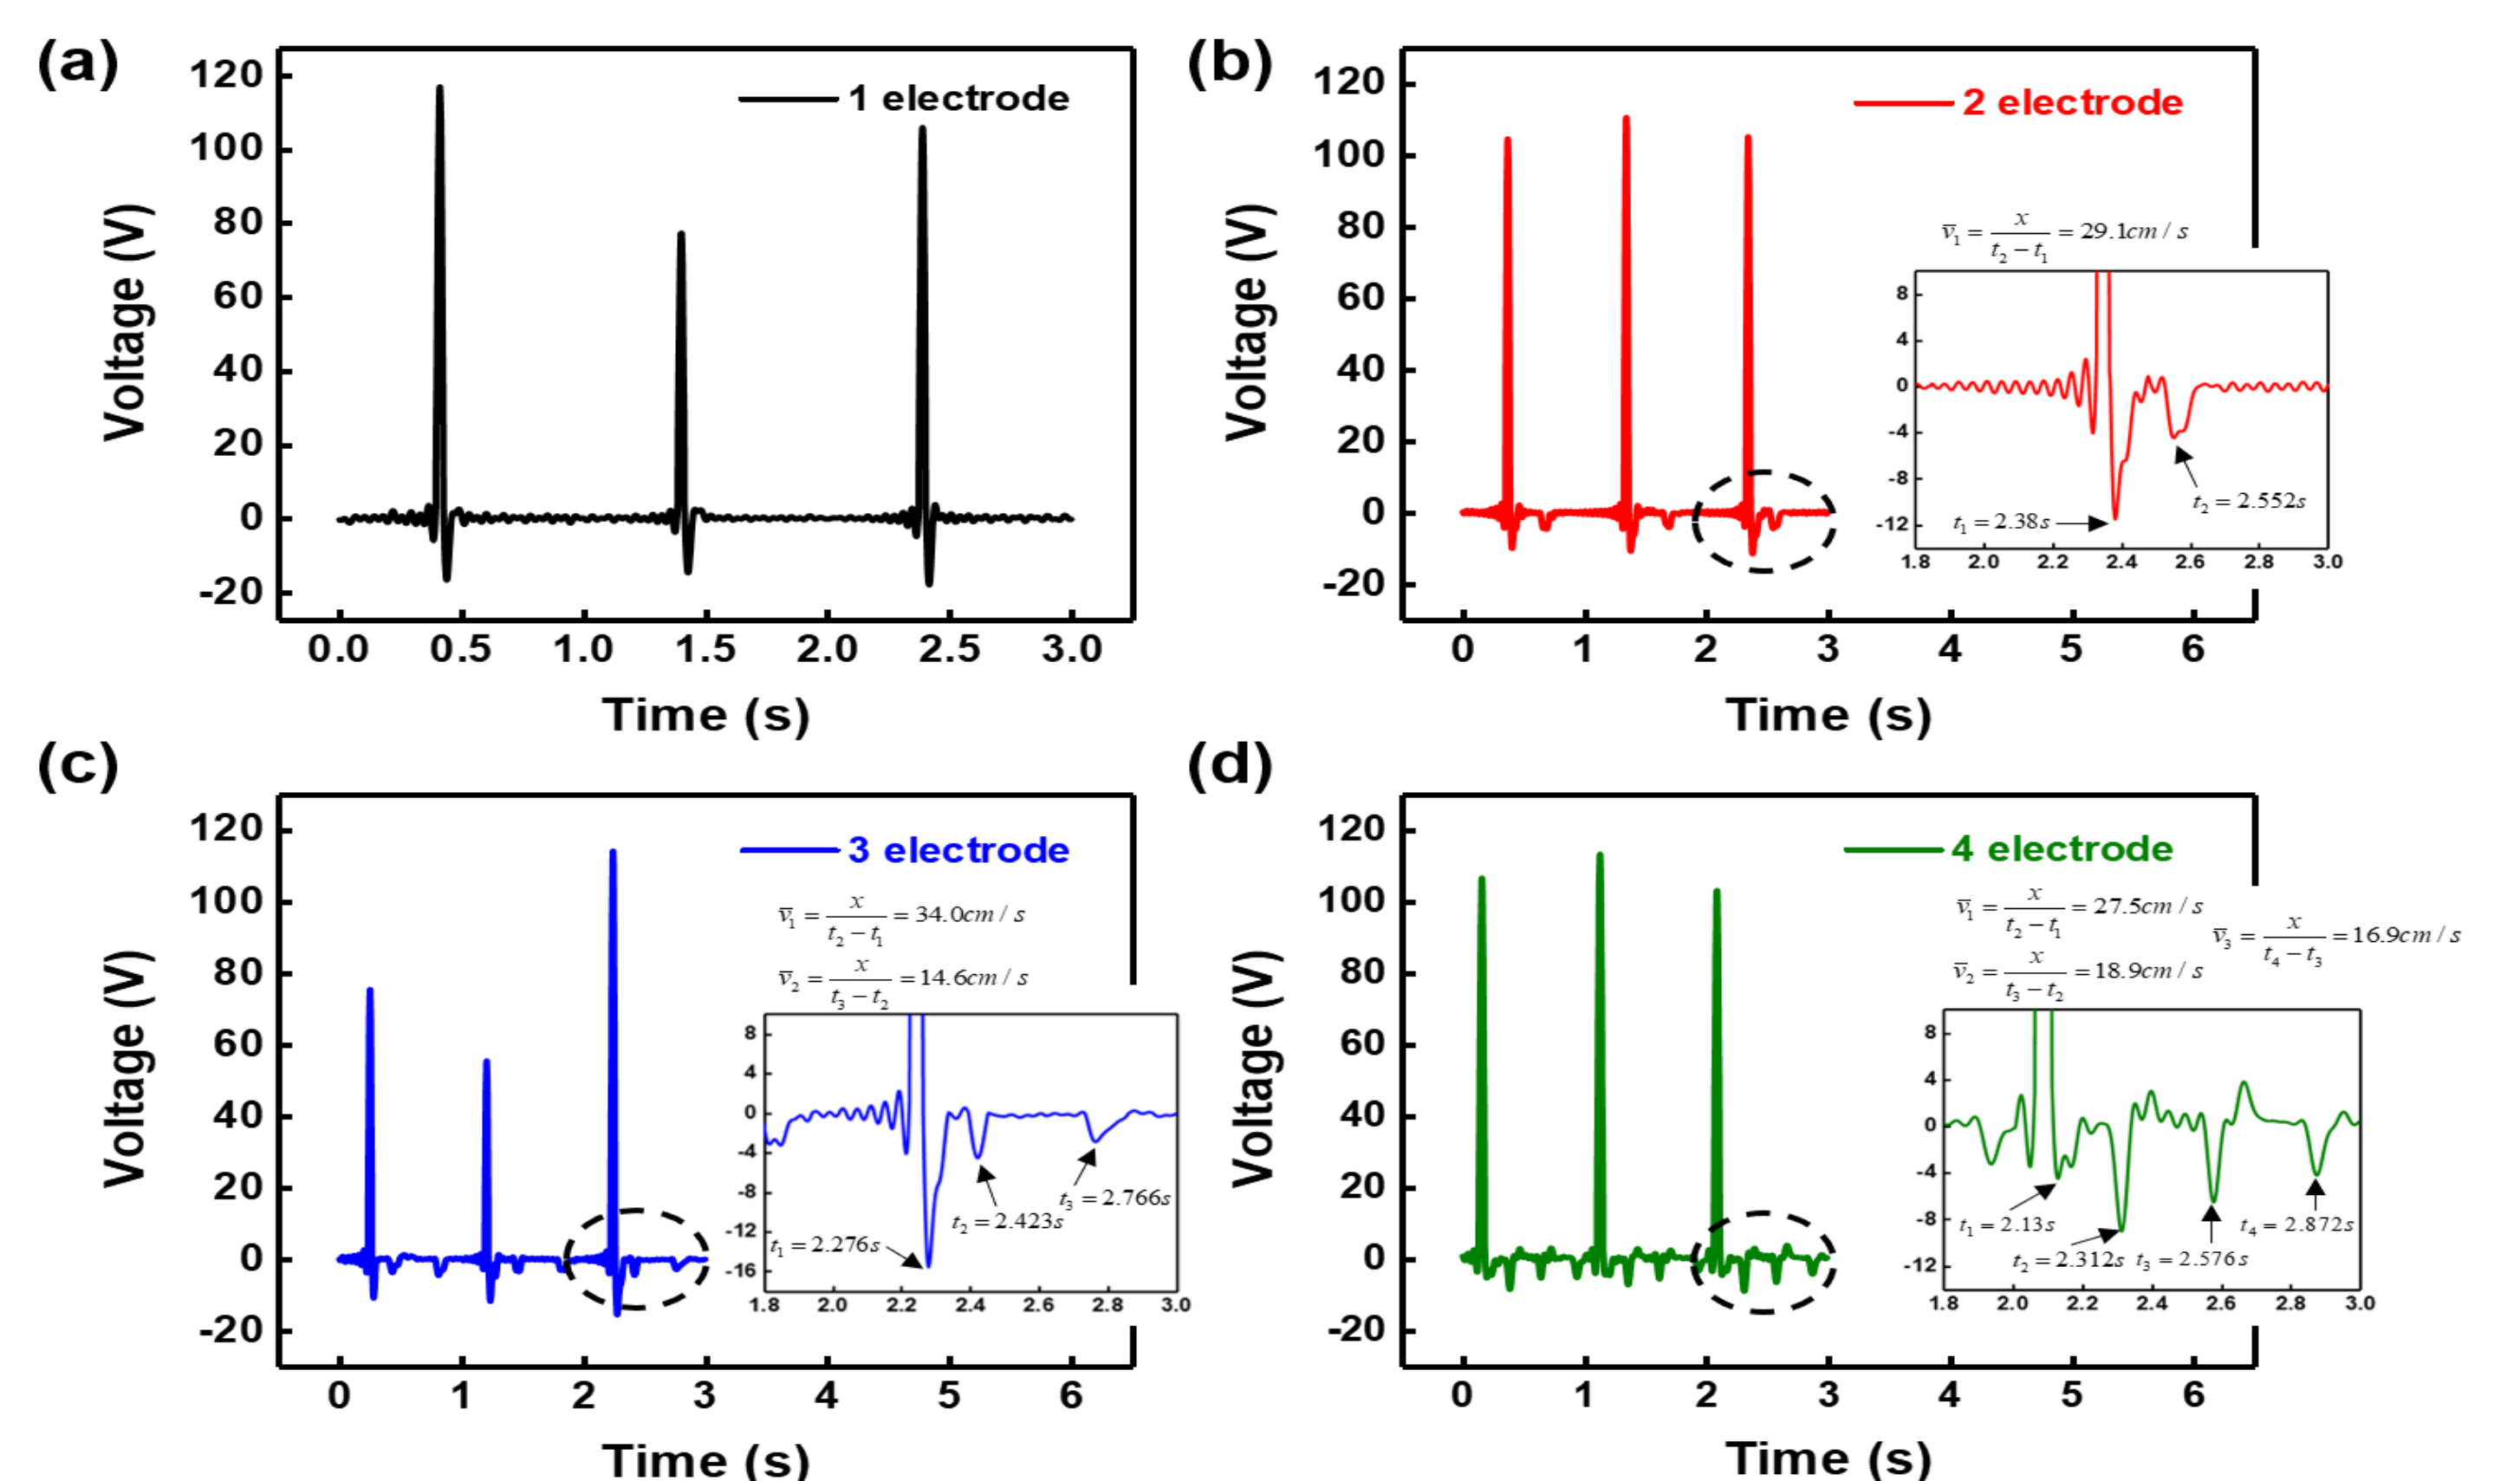 (a)
1 electrode
120
100
80
60
40
20
0
-20
Voltage (V)
0.0 0.5 1.0 1.5 2.0 2.5 3.0
Time (s)
(b)
2 electrode
120
100
80
60
40
20
0
-20
Voltage (V)
v̄₁ = x / (t₂ − t₁) = 29.1cm / s
8
4
0
-4
-8
-12
t₂ = 2.552s
t₁ = 2.38s
1.8 2.0 2.2 2.4 2.6 2.8 3.0
0 1 2 3 4 5 6
Time (s)
(c)
3 electrode
120
100
80
60
40
20
0
-20
Voltage (V)
v̄₁ = x / (t₂ − t₁) = 34.0cm / s
v̄₂ = x / (t₃ − t₂) = 14.6cm / s
8
4
0
-4
-8
-12
-16
t₃ = 2.766s
t₂ = 2.423s
t₁ = 2.276s
1.8 2.0 2.2 2.4 2.6 2.8 3.0
0 1 2 3 4 5 6
Time (s)
(d)
4 electrode
120
100
80
60
40
20
0
-20
Voltage (V)
v̄₁ = x / (t₂ − t₁) = 27.5cm / s
v̄₃ = x / (t₄ − t₃) = 16.9cm / s
v̄₂ = x / (t₃ − t₂) = 18.9cm / s
8
4
0
-4
-8
-12
t₁ = 2.13s
t₄ = 2.872s
t₂ = 2.312s t₃ = 2.576s
1.8 2.0 2.2 2.4 2.6 2.8 3.0
0 1 2 3 4 5 6
Time (s)